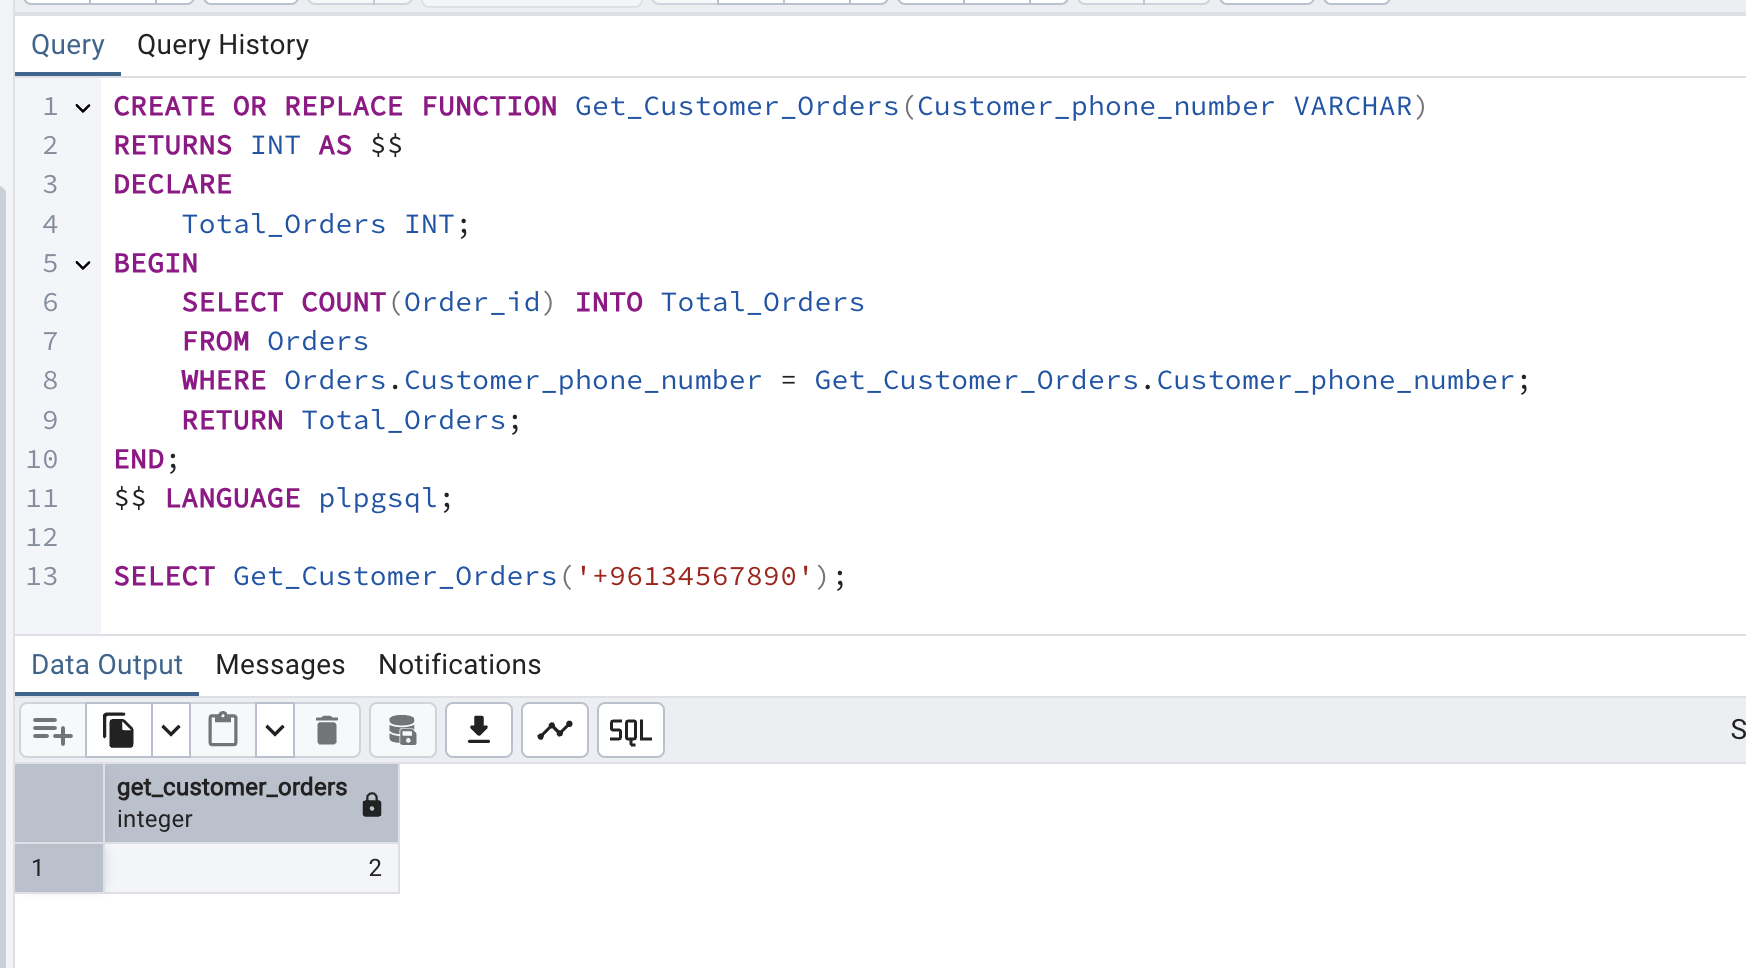 Query Query History
1 CREATE OR REPLACE FUNCTION Get_Customer_Orders(Customer_phone_number VARCHAR)
2 RETURNS INT AS $$
3 DECLARE
4 Total_Orders INT;
5 BEGIN
6 SELECT COUNT(Order_id) INTO Total_Orders
7 FROM Orders
8 WHERE Orders.Customer_phone_number = Get_Customer_Orders.Customer_phone_number;
9 RETURN Total_Orders;
10 END;
11 $$ LANGUAGE plpgsql;
12
13 SELECT Get_Customer_Orders('+96134567890');
Data Output Messages Notifications
SQL S
get_customer_orders
integer
1 2